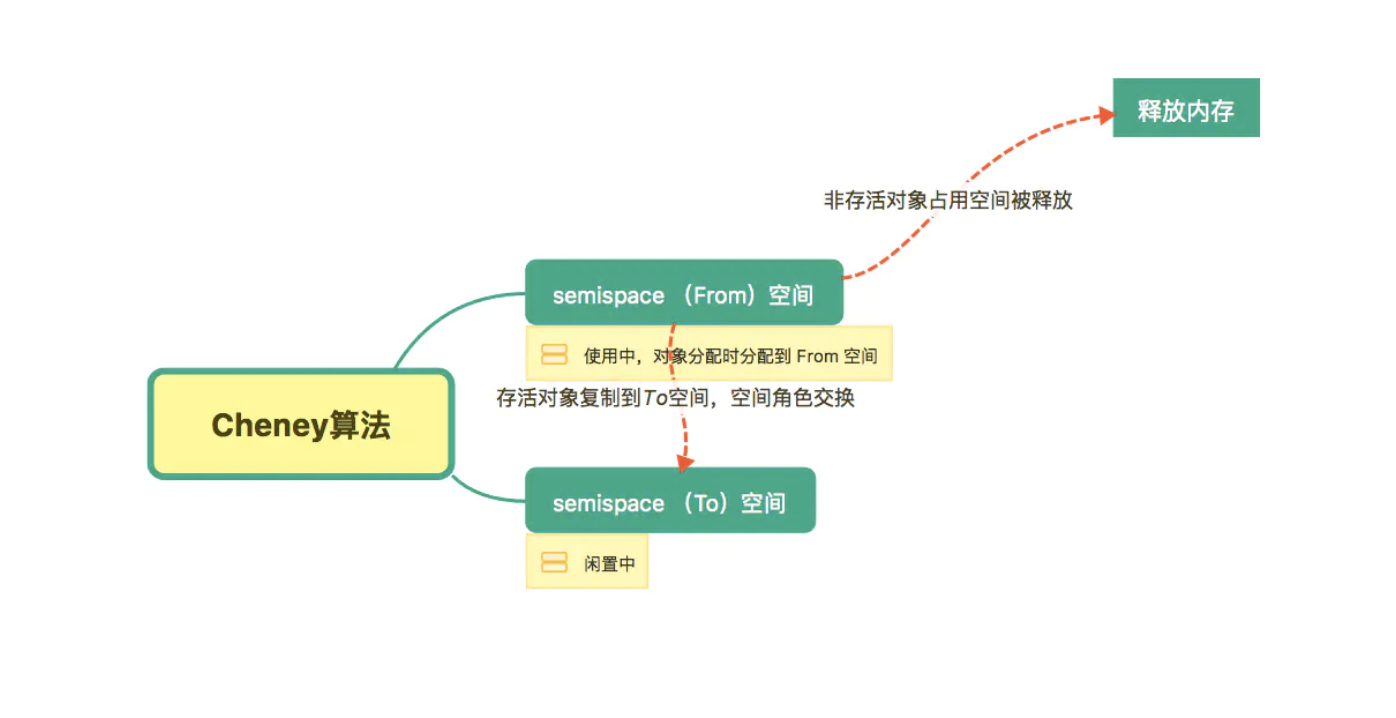 释放内存
非存活对象占用空间被释放
semispace （From）空间
使用中，对象分配时分配到 From 空间
存活对象复制到To空间，空间角色交换
Cheney算法
semispace （To）空间
闲置中